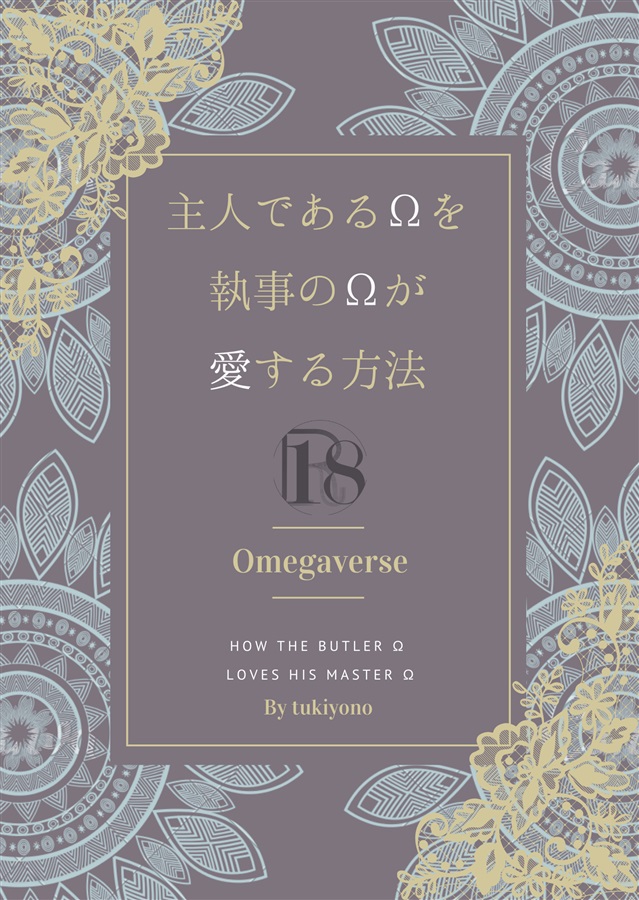 主人であるΩを
執事のΩが
愛する方法
R18
Omegaverse
HOW THE BUTLER Ω
LOVES HIS MASTER Ω
By tukiyono